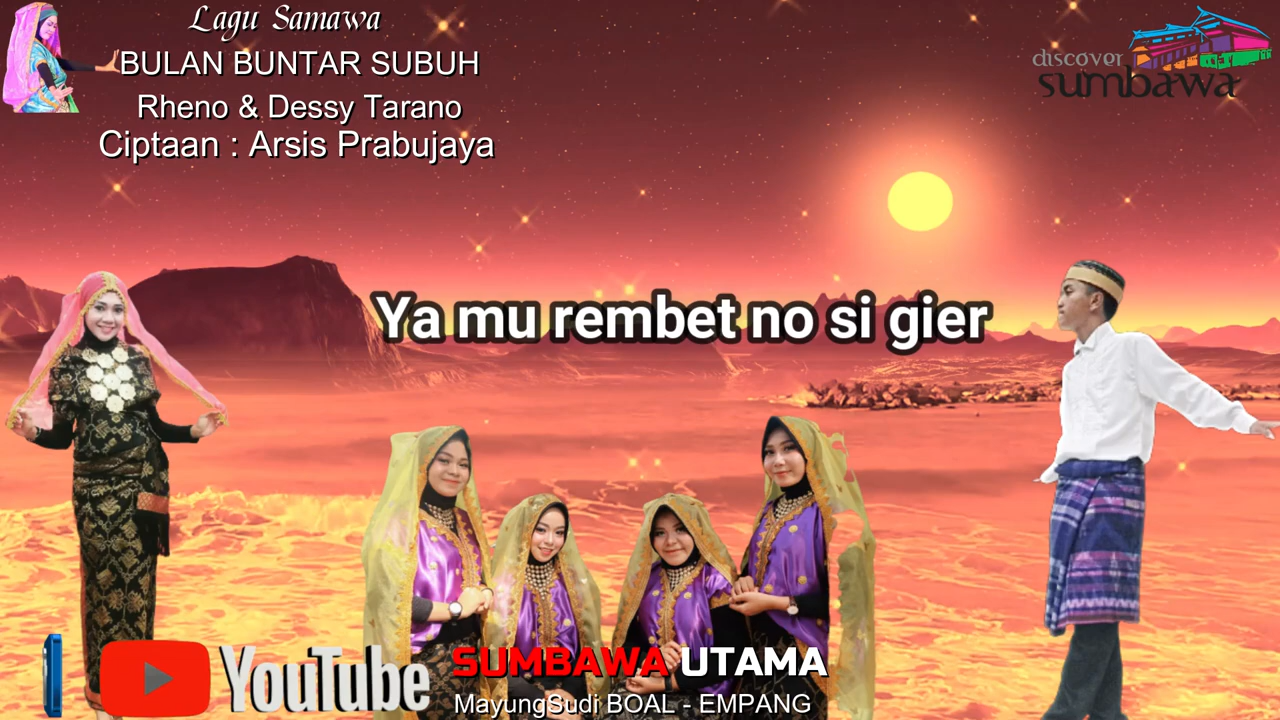 Lagu Samawa
BULAN BUNTAR SUBUH
Rheno & Dessy Tarano
Ciptaan : Arsis Prabujaya
discover
sumbawa
Ya mu rembet no si gier
YouTube
SUMBAWA UTAMA
MayungSudi BOAL - EMPANG